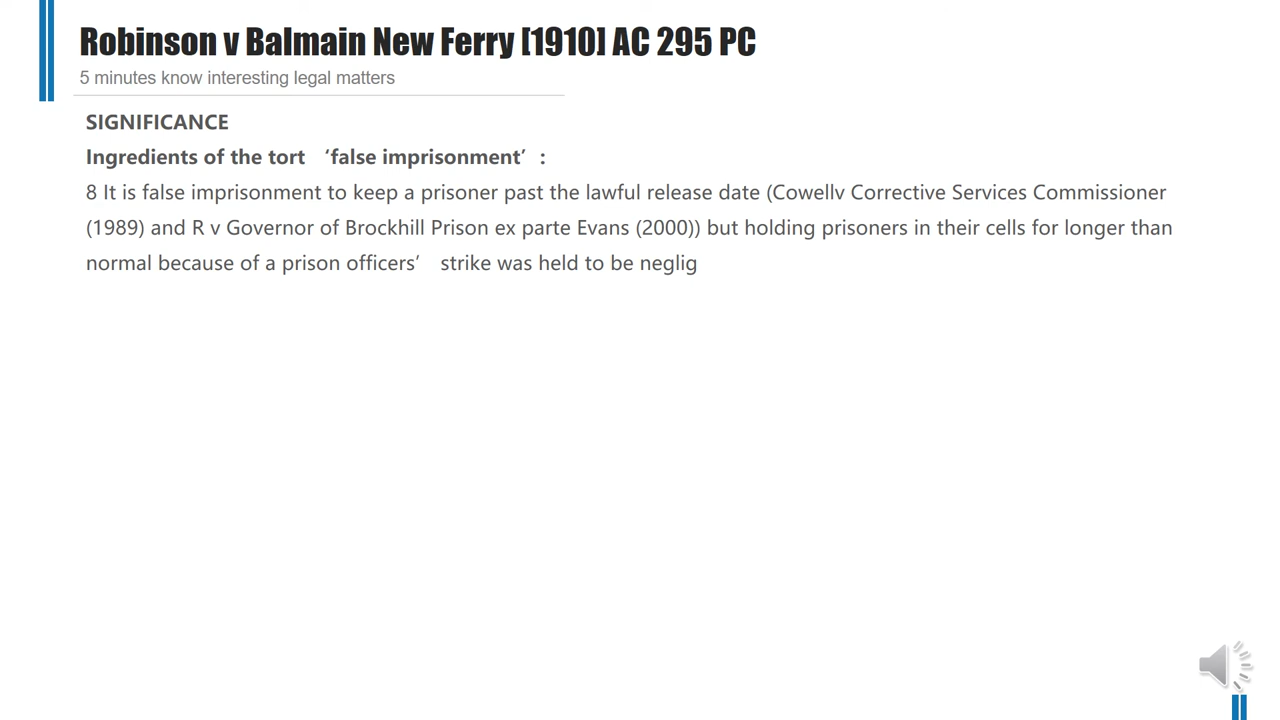 Robinson v Balmain New Ferry [1910] AC 295 PC
5 minutes know interesting legal matters
SIGNIFICANCE
Ingredients of the tort ‘false imprisonment’ :
8 It is false imprisonment to keep a prisoner past the lawful release date (Cowellv Corrective Services Commissioner
(1989) and R v Governor of Brockhill Prison ex parte Evans (2000)) but holding prisoners in their cells for longer than
normal because of a prison officers’ strike was held to be neglig